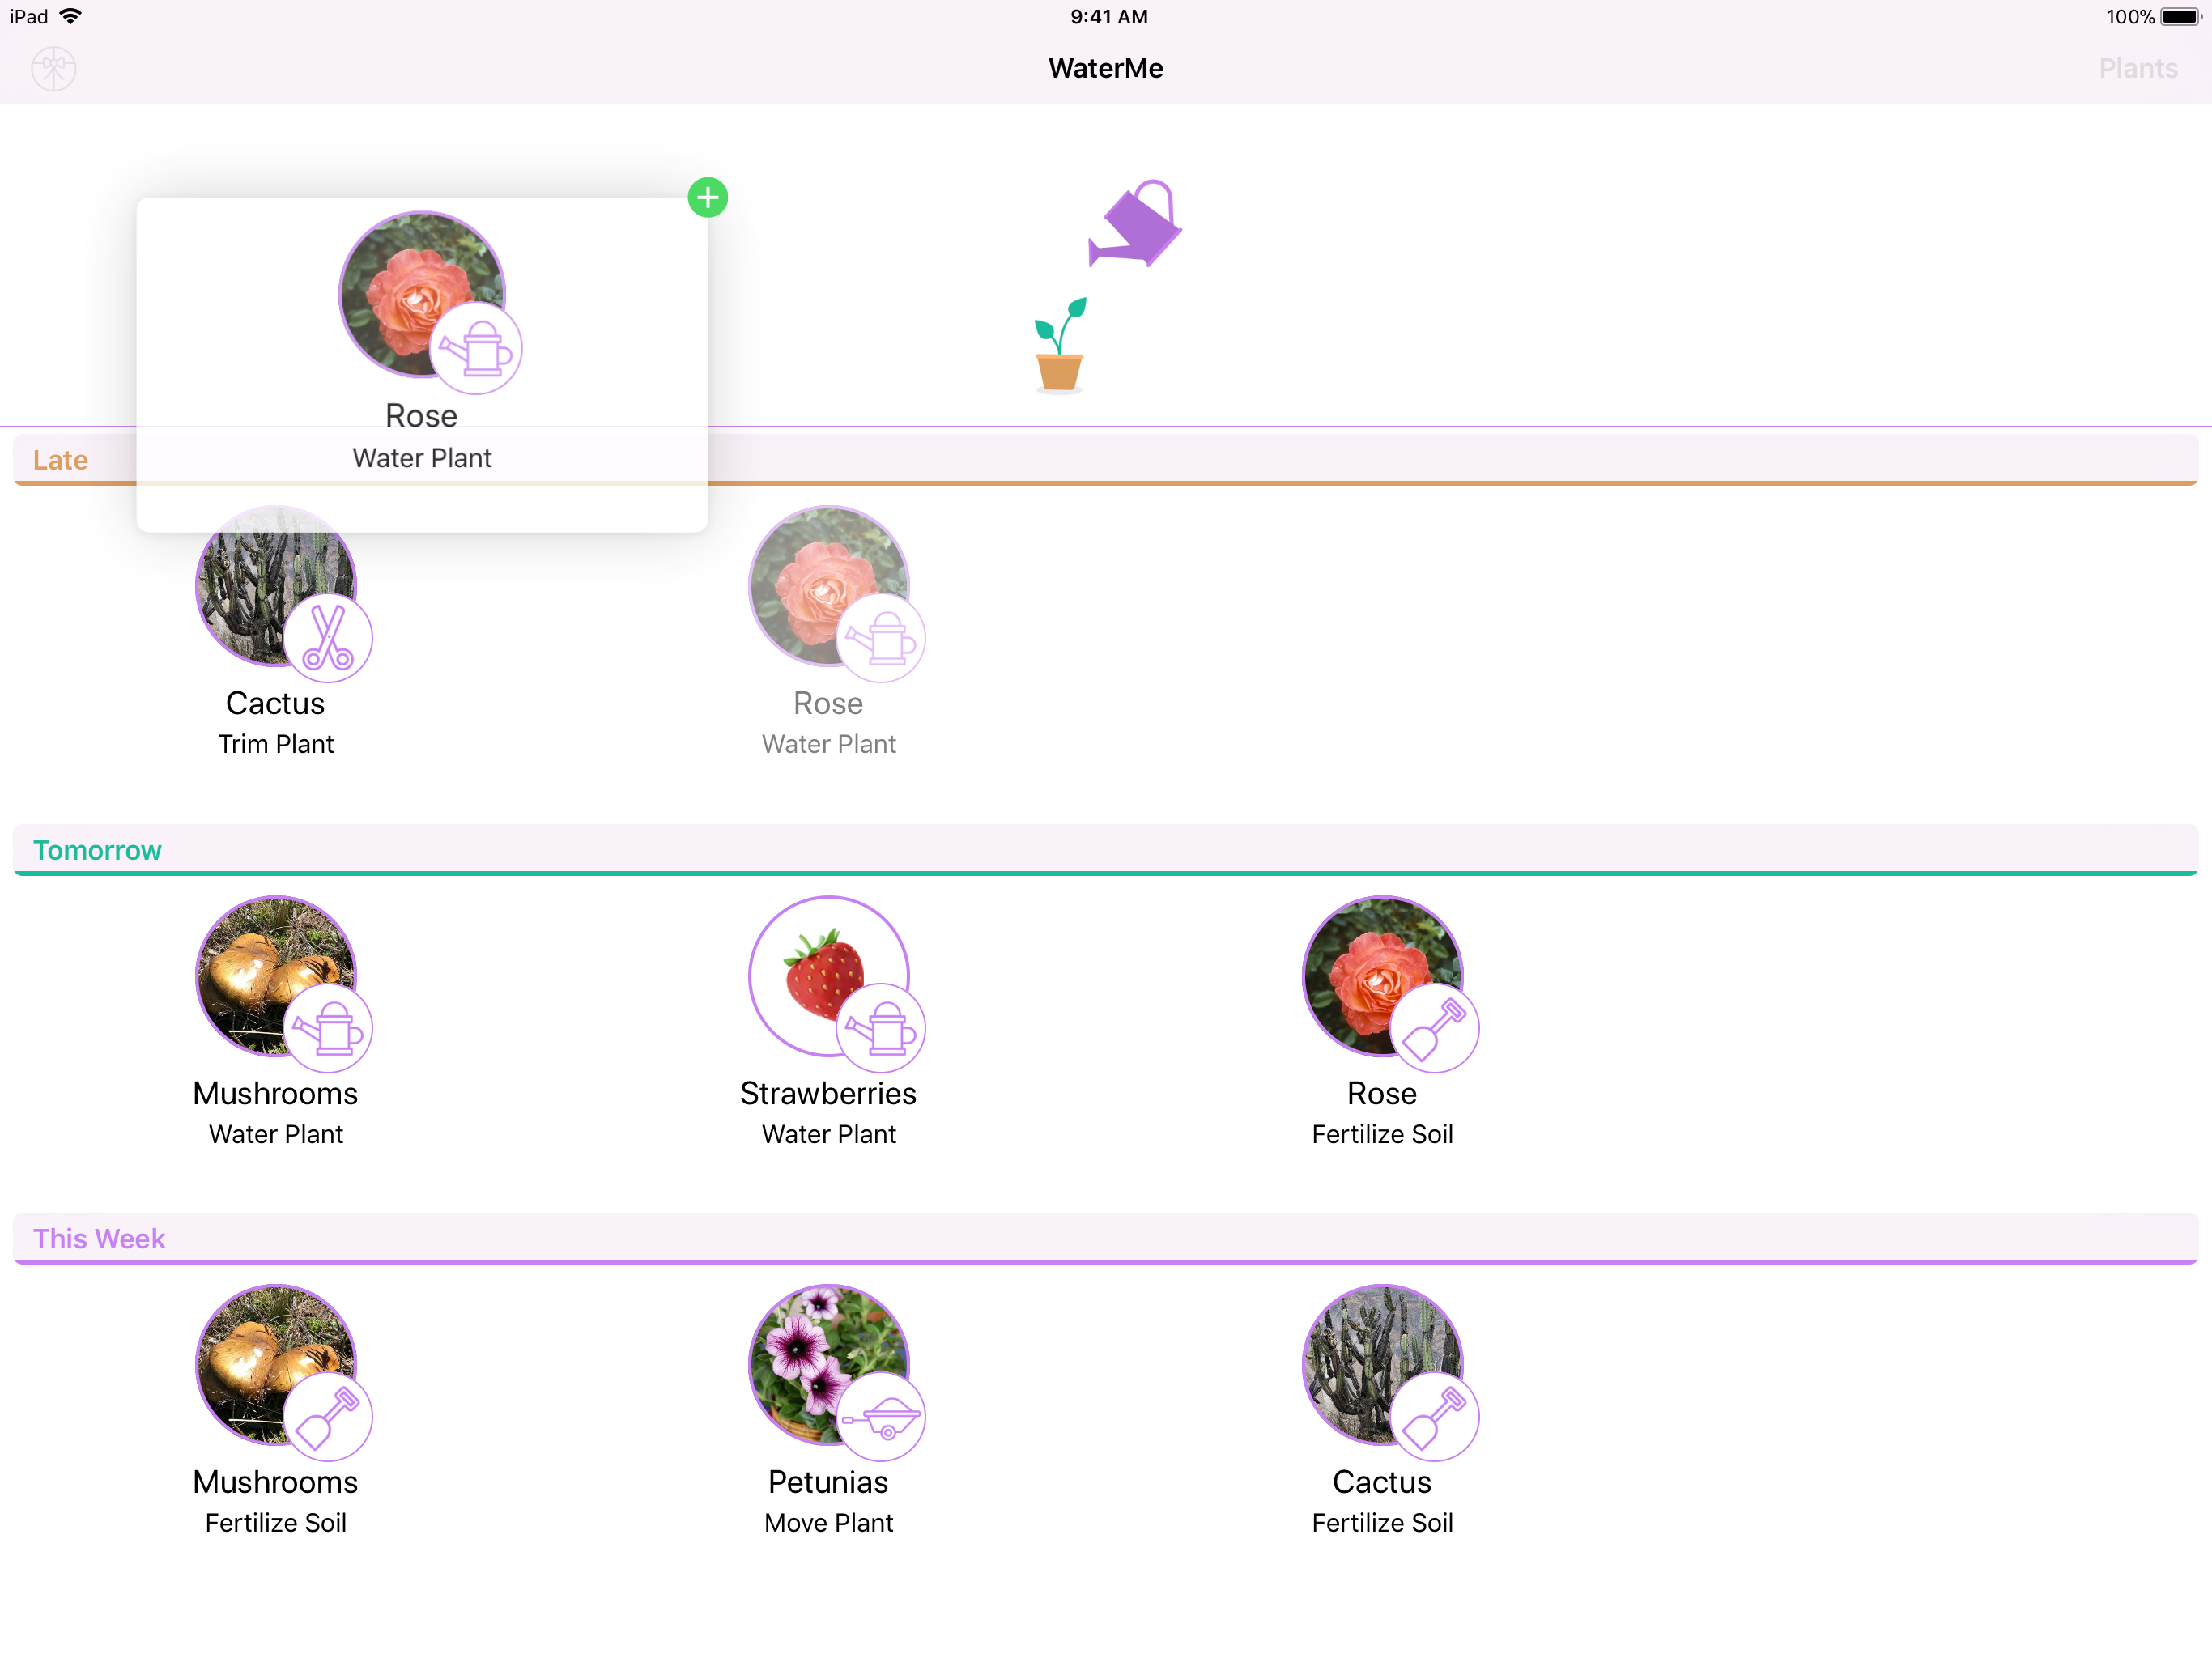 iPad 9:41 AM 100%
WaterMe Plants
Rose
Water Plant
Late
Cactus Rose
Trim Plant Water Plant
Tomorrow
Mushrooms Strawberries Rose
Water Plant Water Plant Fertilize Soil
This Week
Mushrooms Petunias Cactus
Fertilize Soil Move Plant Fertilize Soil